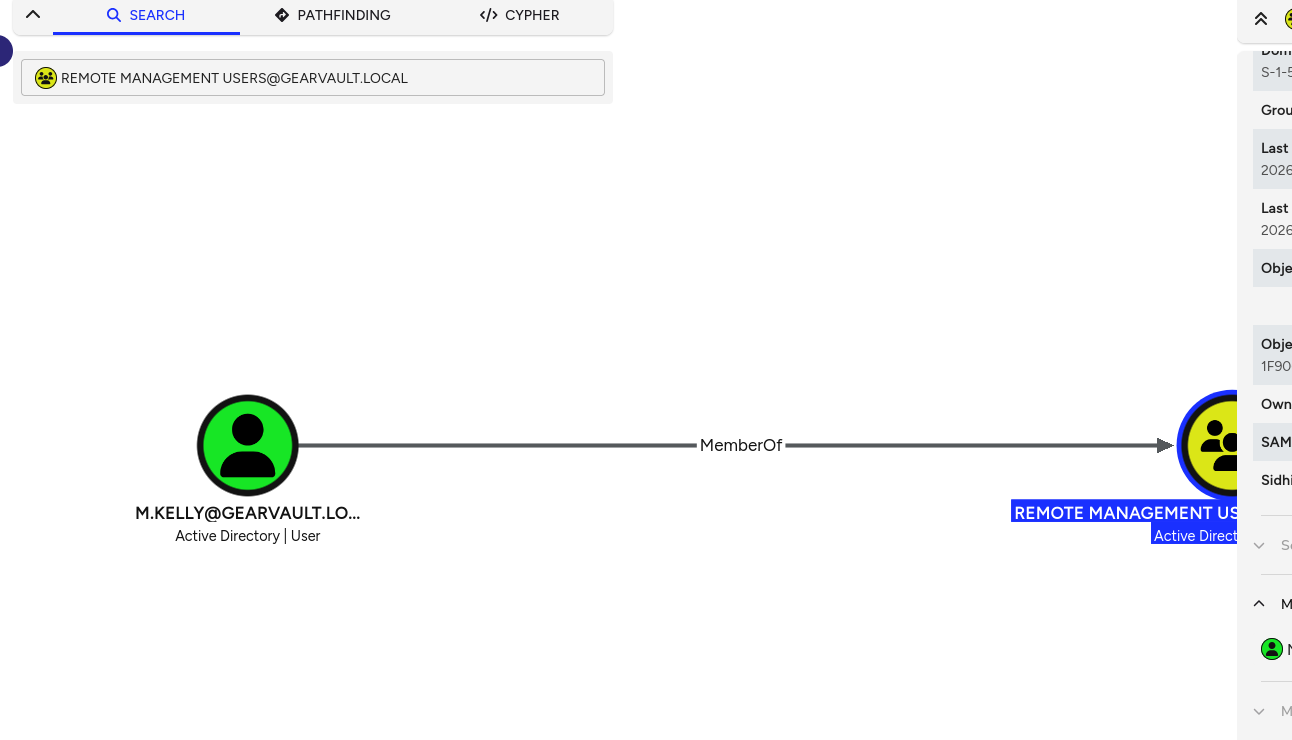 SEARCH
PATHFINDING
CYPHER
REMOTE MANAGEMENT USERS@GEARVAULT.LOCAL
S-1-5
Grou
Last
2026
Last
2026
Obje
Obje
1F90
Own
SAM
Sidhi
MemberOf
M.KELLY@GEARVAULT.LO...
Active Directory | User
REMOTE MANAGEMENT US
Active Direct